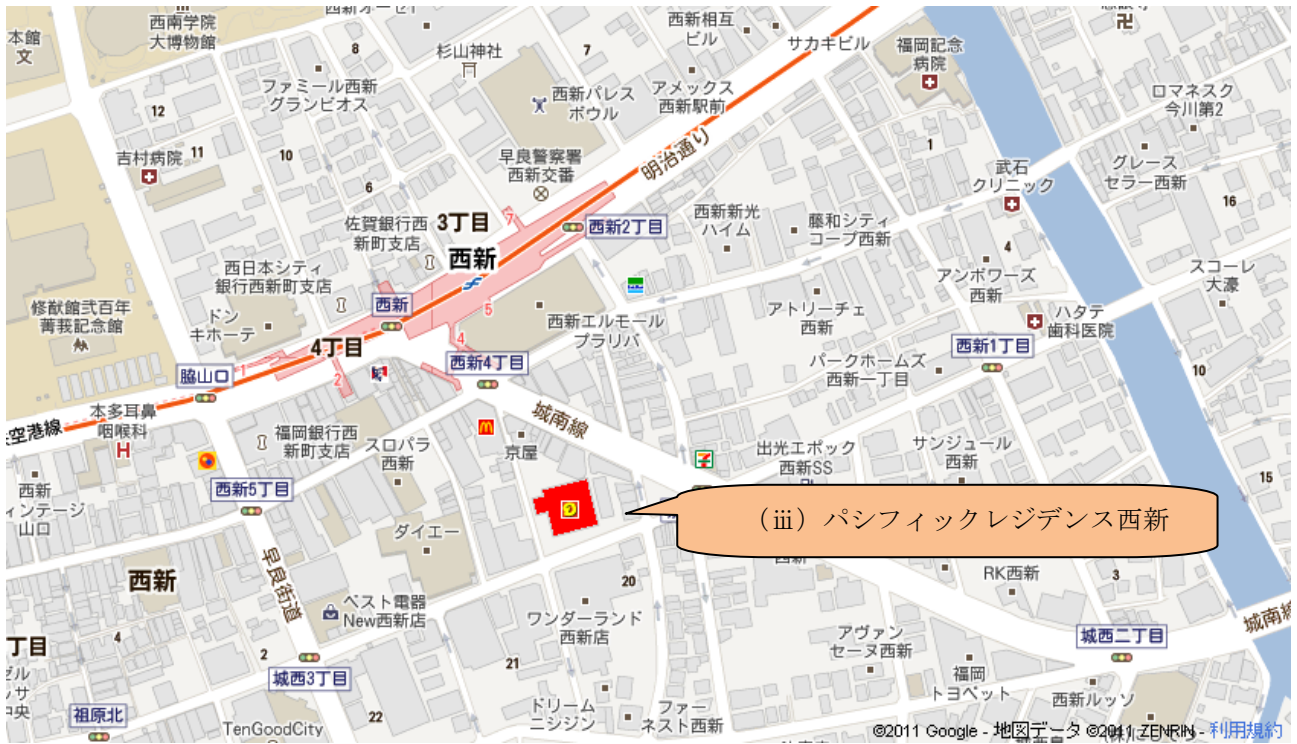 西南学院
大博物館
本館
文
8
7
杉山神社
西新相互
ビル
サカキビル
福岡記念
病院
卍
ファミール西新
グランビオス
西新パレス
ボウル
アメックス
西新駅前
ロマネスク
今川第2
12
11
10
吉村病院
早良警察署
西新交番
明治通り
1
武石
クリニック
グレース
セラー西新
6
佐賀銀行西
新町支店
3丁目
7
西新2丁目
西新新光
ハイム
藤和シティ
コープ西新
16
西新
4
アンボワーズ
西新
スコーレ
大濠
西日本シティ
銀行西新町支店
修猷館弐百年
菁莪記念館
ドン
キホーテ
西新
5
西新エルモール
プラリバ
アトリーチェ
西新
ハタテ
歯科医院
4丁目
4
西新4丁目
西新1丁目
1
2
脇山口
パークホームズ
西新一丁目
10
空港線
本多耳鼻
咽喉科
H
福岡銀行西
新町支店
スロパラ
西新
城南線
京屋
出光エポック
西新SS
サンジュール
西新
15
西新
ィンテージ
山口
西新5丁目
(ⅲ)パシフィックレジデンス西新
ダイエー
早良街道
西新
20
RK西新
3
ベスト電器
New西新店
ワンダーランド
西新店
城南線
丁目
4
2
城西3丁目
21
アヴァン
セーヌ西新
城西二丁目
福岡
トヨペット
西新ルッソ
祖原北
22
TenGoodCity
ドリーム
ニシジン
ファー
ネスト西新
©2011 Google - 地図データ ©2011 ZENRIN - 利用規約